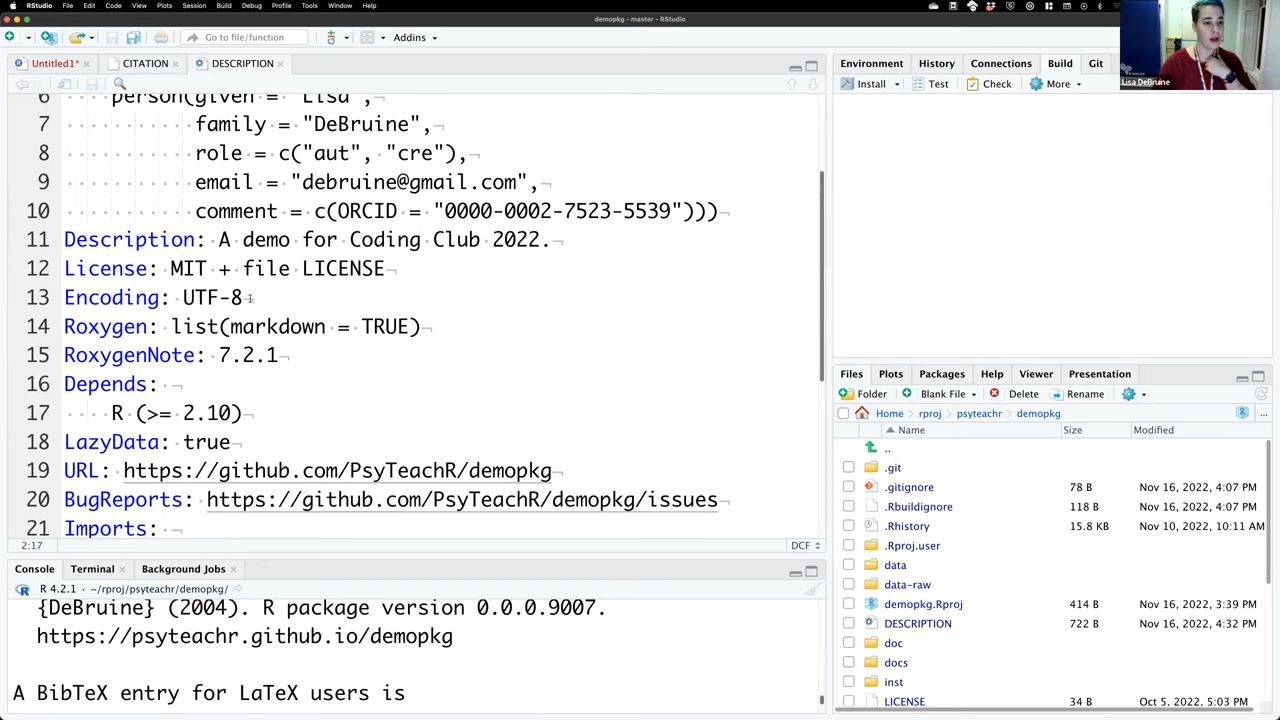 RStudio File Edit Code View Plots Session Build Debug Profile Tools Window Help
demopkg - master - RStudio
Go to file/function Addins
Untitled1* CITATION DESCRIPTION
6 person(given = "Lisa",
7 family = "DeBruine",
8 role = c("aut", "cre"),
9 email = "debruine@gmail.com",
10 comment = c(ORCID = "0000-0002-7523-5539")))
11 Description: A demo for Coding Club 2022.
12 License: MIT + file LICENSE
13 Encoding: UTF-8
14 Roxygen: list(markdown = TRUE)
15 RoxygenNote: 7.2.1
16 Depends:
17 R (>= 2.10)
18 LazyData: true
19 URL: https://github.com/PsyTeachR/demopkg
20 BugReports: https://github.com/PsyTeachR/demopkg/issues
21 Imports:
2:17 DCF
Console Terminal Background Jobs
R 4.2.1 · ~/rproj/psyteachr/demopkg/
{DeBruine} (2004). R package version 0.0.0.9007.
https://psyteachr.github.io/demopkg
A BibTeX entry for LaTeX users is
Lisa DeBruine
Environment History Connections Build Git
Install Test Check More
Files Plots Packages Help Viewer Presentation
Folder Blank File Delete Rename
Home rproj psyteachr demopkg ...
Name Size Modified
..
.git
.gitignore 78 B Nov 16, 2022, 4:07 PM
.Rbuildignore 118 B Nov 16, 2022, 4:07 PM
.Rhistory 15.8 KB Nov 10, 2022, 10:11 AM
.Rproj.user
data
data-raw
demopkg.Rproj 414 B Nov 16, 2022, 3:39 PM
DESCRIPTION 722 B Nov 16, 2022, 4:32 PM
doc
docs
inst
LICENSE 34 B Oct 5, 2022, 5:03 PM